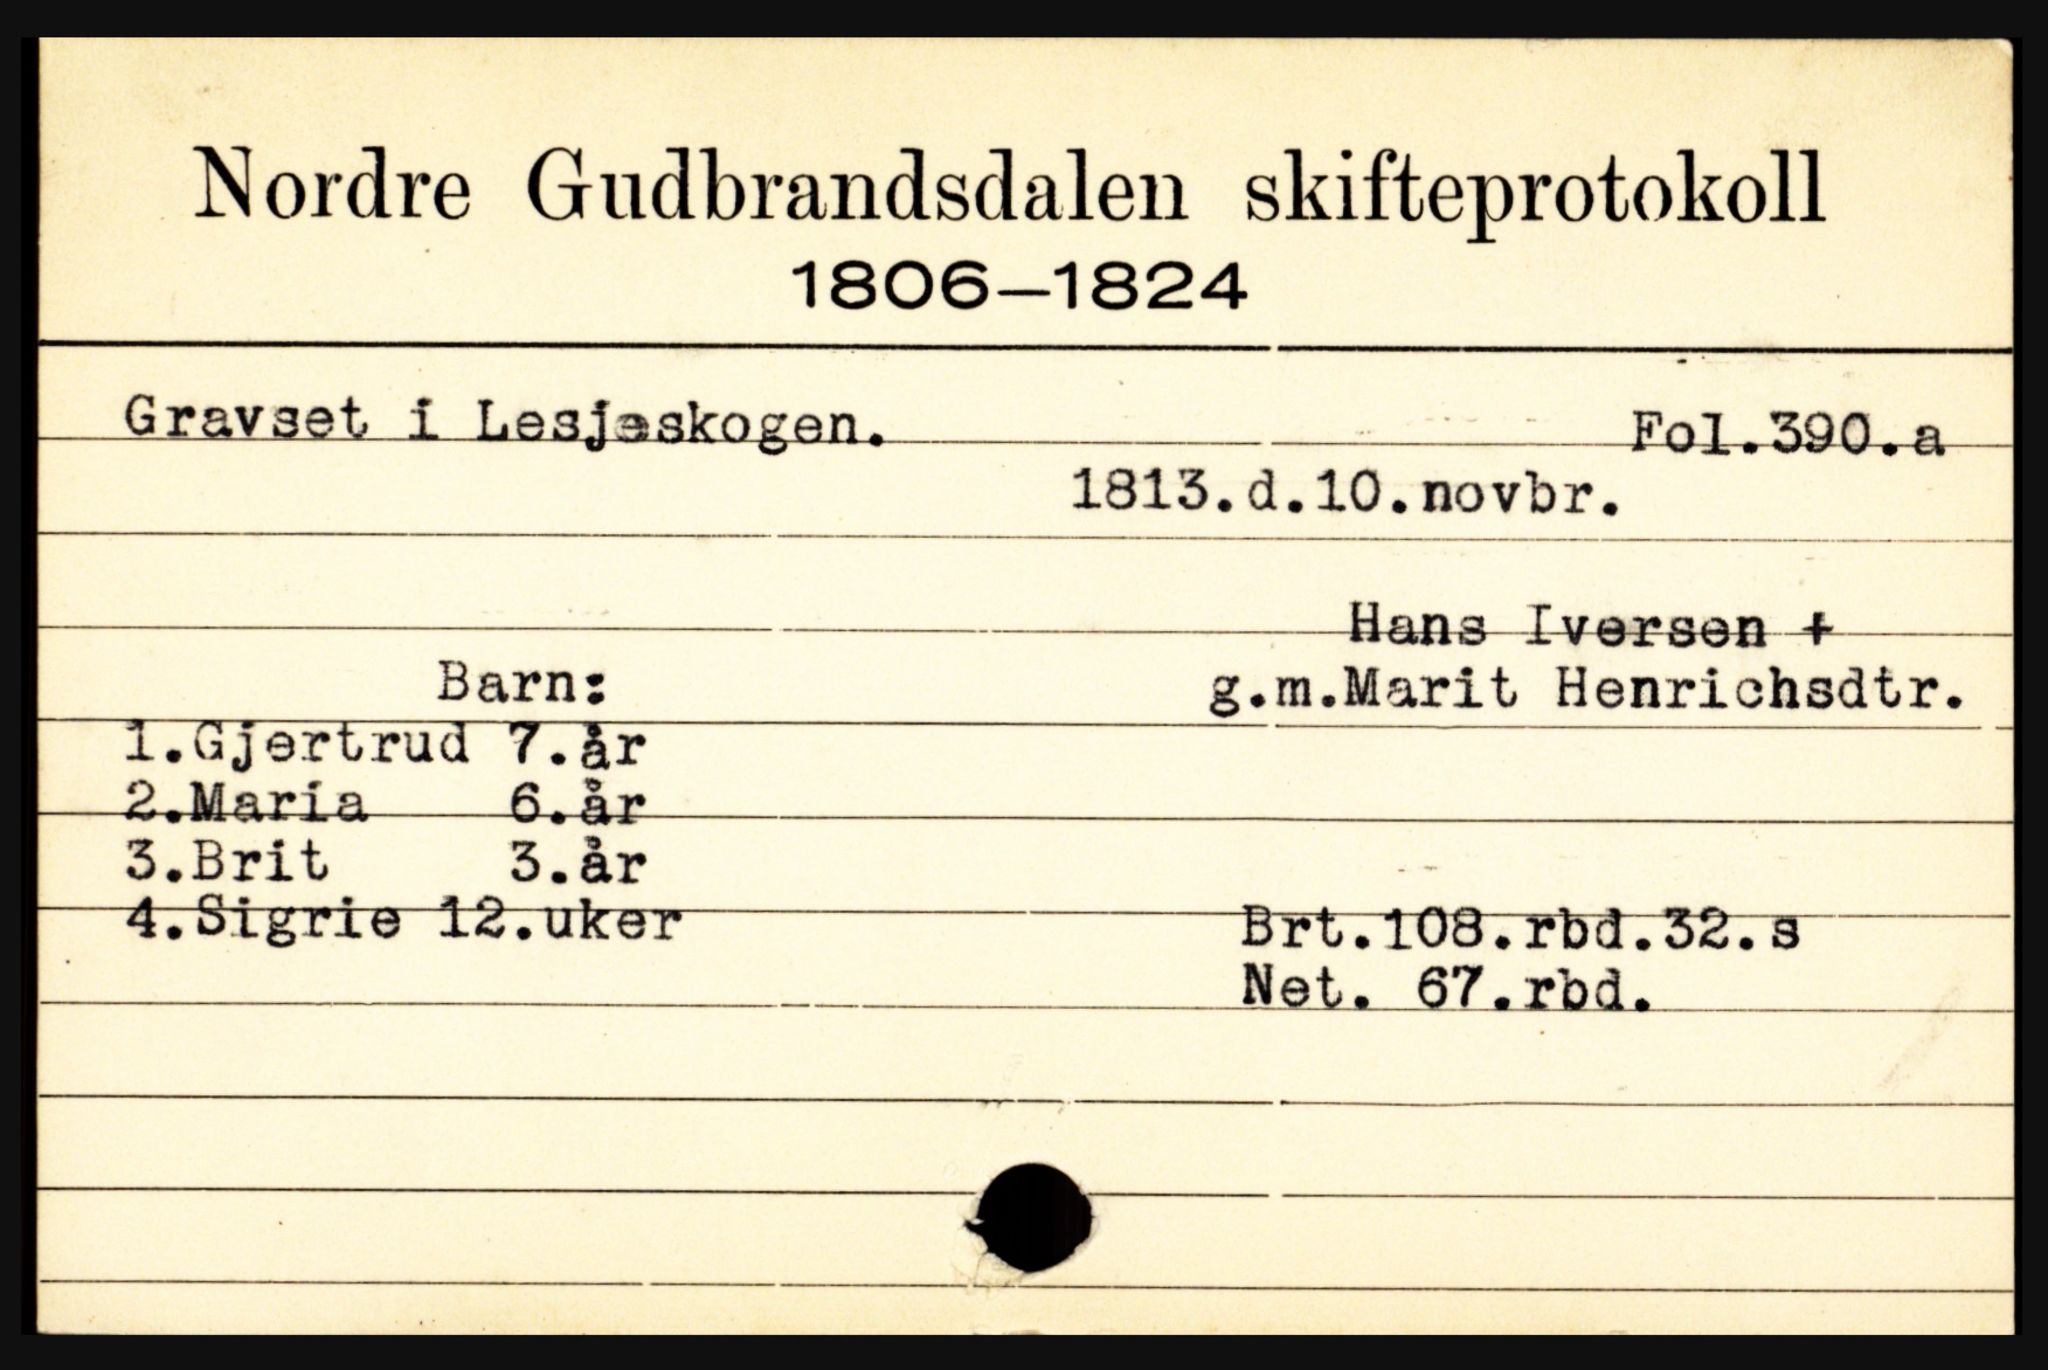 Nordre Gudbrandsdalen skifteprotokoll
1806—1824
Gravset i Lesjeskogen. Fol.390.a
1813.d.10.novbr.
Hans Iversen +
Barn: g.m.Marit Henrichsdtr.
1.Gjertrud 7.år
2.Maria 6.år
3.Brit 3.år
4.Sigrie 12.uker Brt.108.rbd.32.s
Net. 67.rbd.